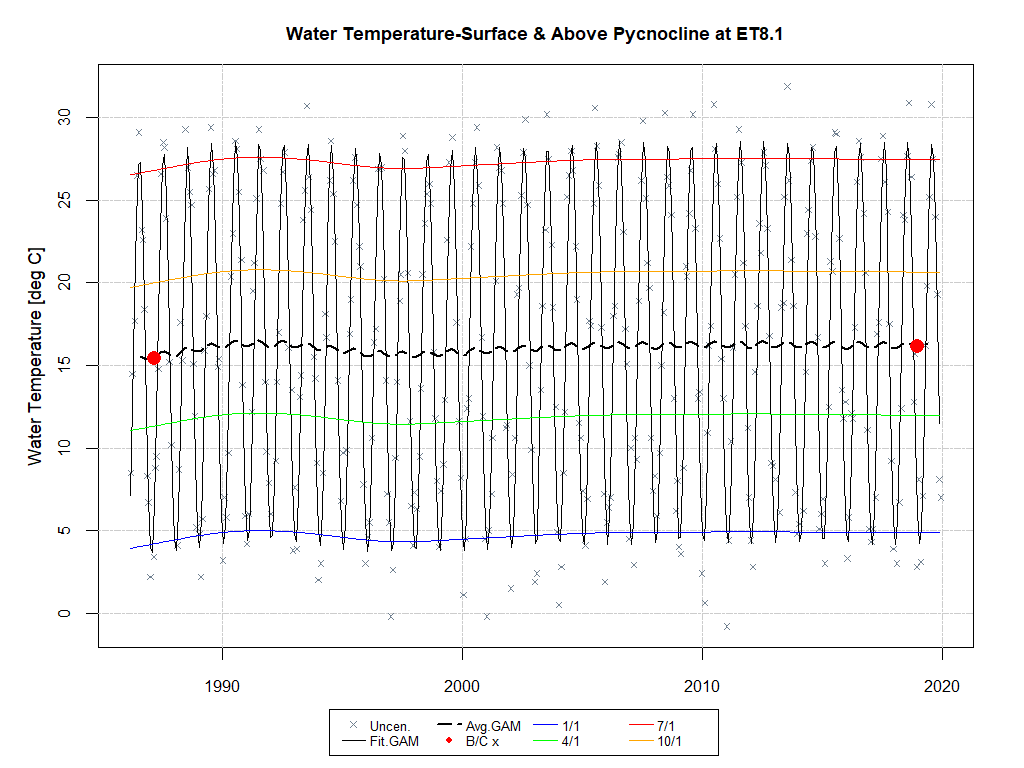 Water Temperature-Surface & Above Pycnocline at ET8.1
Water Temperature [deg C]
30
25
20
15
10
5
0
1990 2000 2010 2020
Uncen. Avg.GAM 1/1 7/1
Fit.GAM B/C x 4/1 10/1